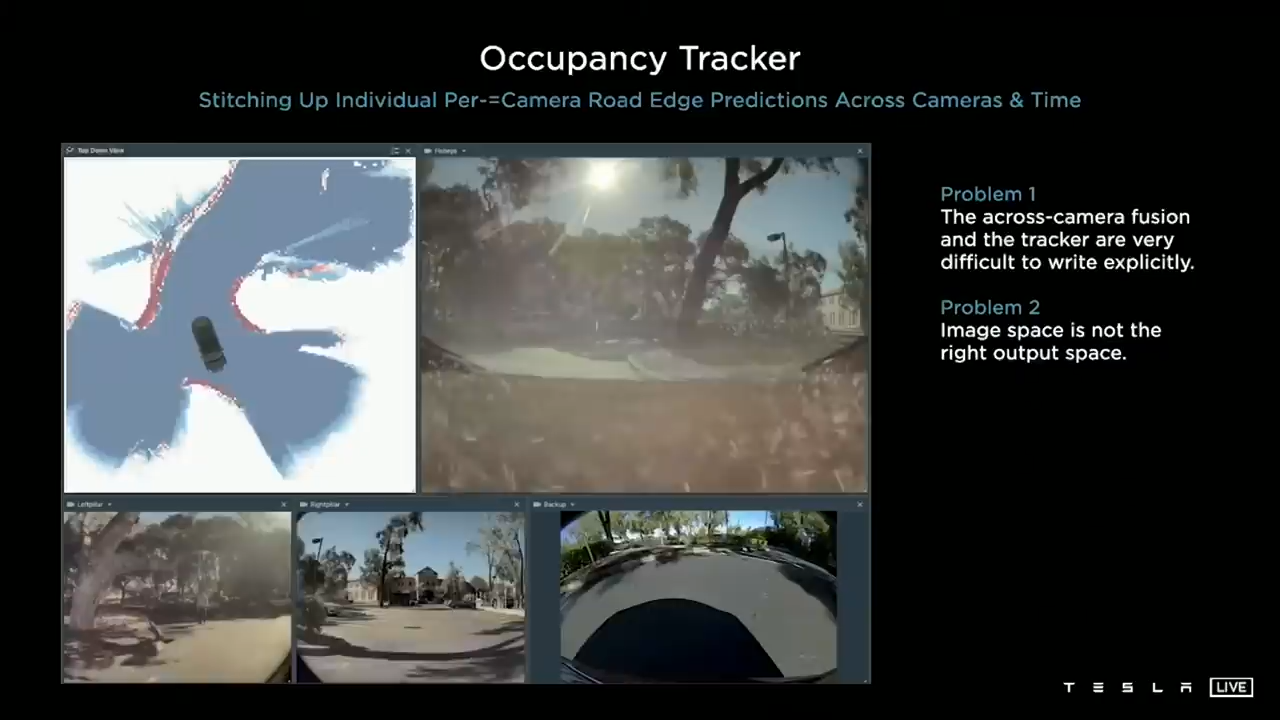 Occupancy Tracker
Stitching Up Individual Per-=Camera Road Edge Predictions Across Cameras & Time
Top Down View
Fisheye
Problem 1
The across-camera fusion
and the tracker are very
difficult to write explicitly.
Problem 2
Image space is not the
right output space.
Leftpillar
Rightpillar
Backup
TESLA LIVE